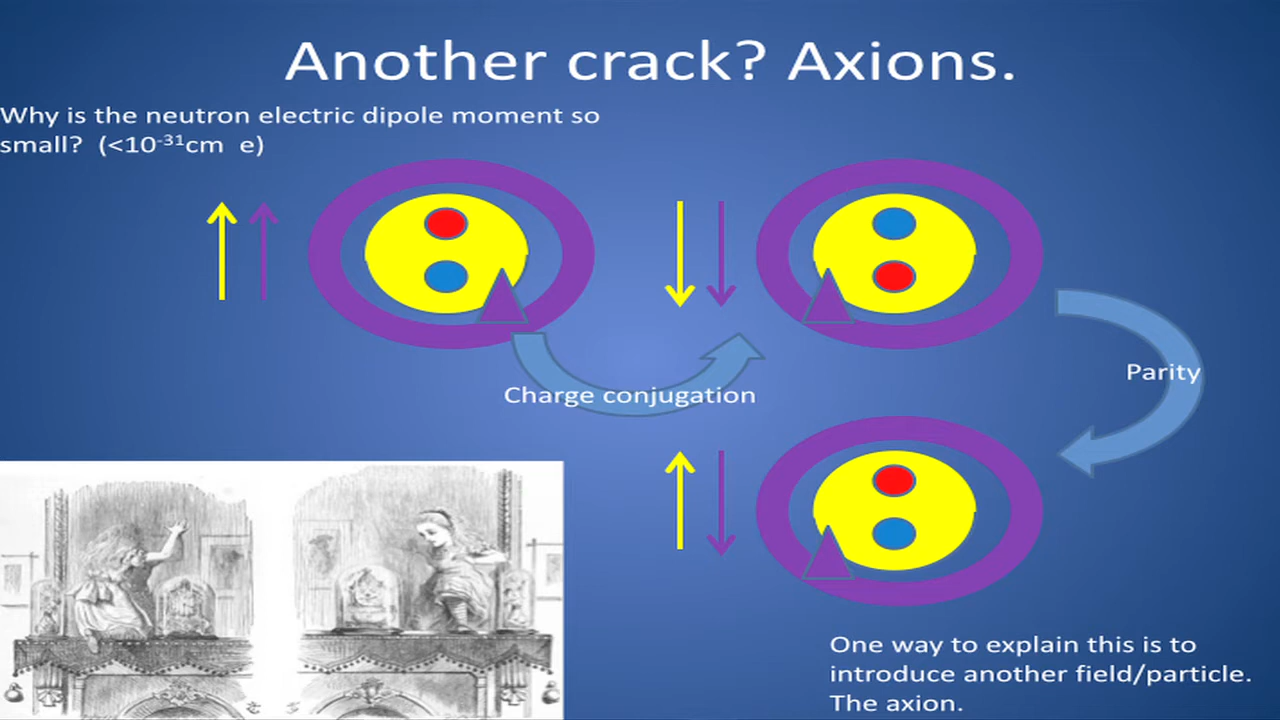 Another crack? Axions.
Why is the neutron electric dipole moment so
small? (<10⁻³¹cm e)
Charge conjugation
Parity
One way to explain this is to
introduce another field/particle.
The axion.